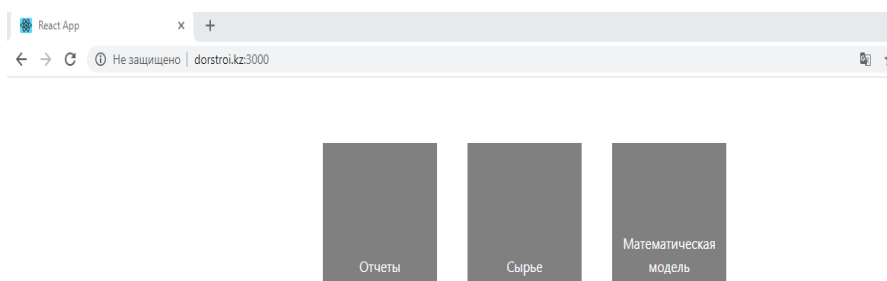 React App
Не защищено | dorstroi.kz:3000
Отчеты
Сырье
Математическая
модель